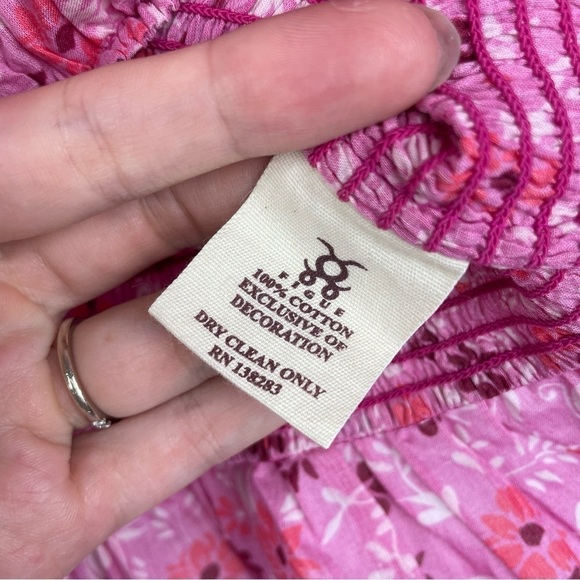 FIGUE
100% COTTON
EXCLUSIVE OF
DECORATION
DRY CLEAN ONLY
RN 138283